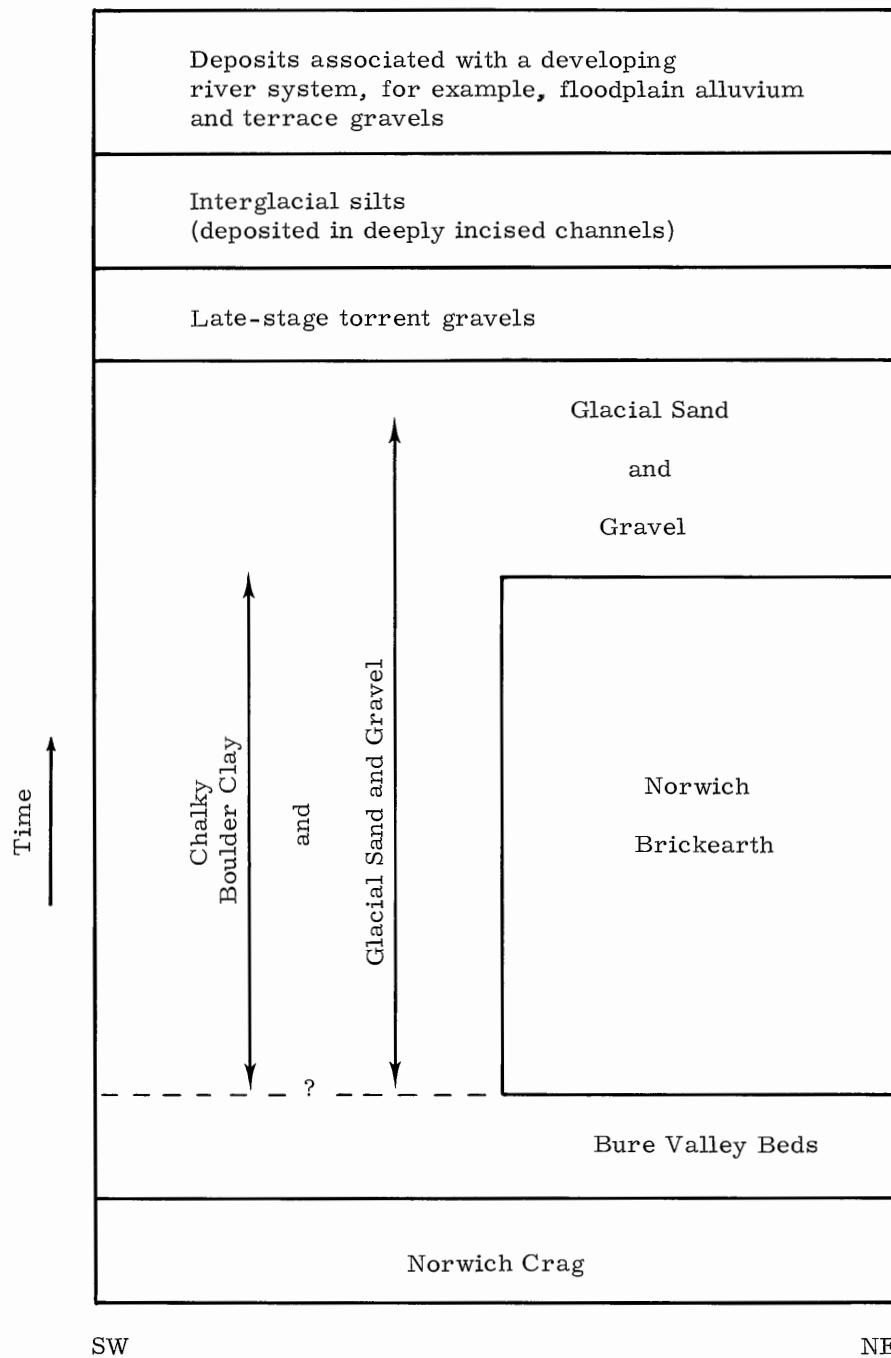 Deposits associated with a developing
river system, for example, floodplain alluvium
and terrace gravels
Interglacial silts
(deposited in deeply incised channels)
Late-stage torrent gravels
Glacial Sand
and
Gravel
Time
Chalky
Boulder Clay
and
Glacial Sand and Gravel
Norwich
Brickearth
?
Bure Valley Beds
Norwich Crag
SW
NE